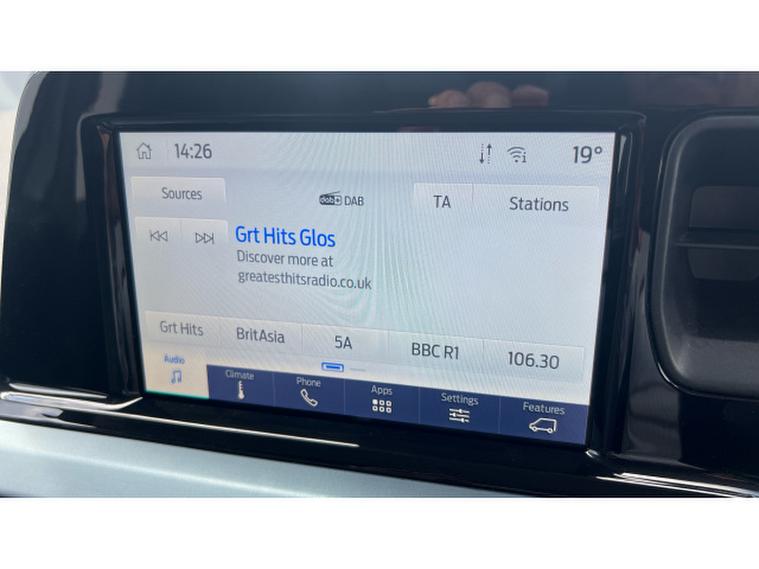 14:26
19°
Sources
dab+ DAB
TA
Stations
Grt Hits Glos
Discover more at
greatesthitsradio.co.uk
Grt Hits
BritAsia
5A
BBC R1
106.30
Audio
Climate
Phone
Apps
Settings
Features